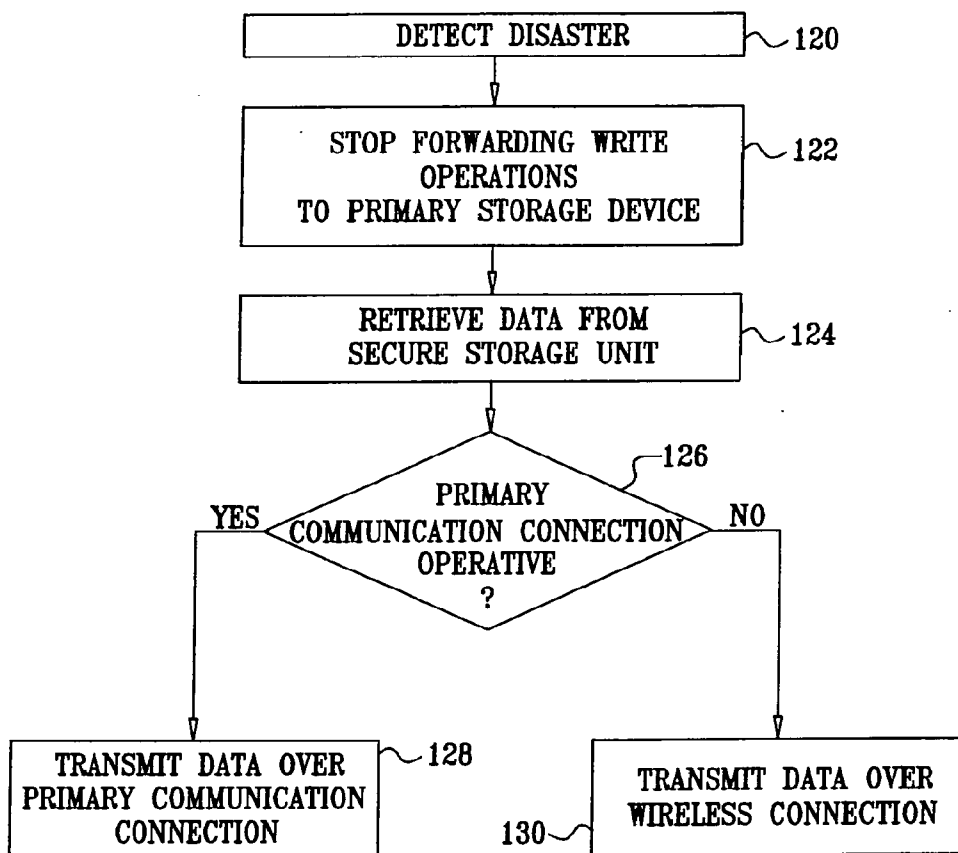 DETECT DISASTER
120
STOP FORWARDING WRITE
OPERATIONS
TO PRIMARY STORAGE DEVICE
122
RETRIEVE DATA FROM
SECURE STORAGE UNIT
124
126
PRIMARY
COMMUNICATION CONNECTION
OPERATIVE
?
YES
NO
TRANSMIT DATA OVER
PRIMARY COMMUNICATION
CONNECTION
128
TRANSMIT DATA OVER
WIRELESS CONNECTION
130